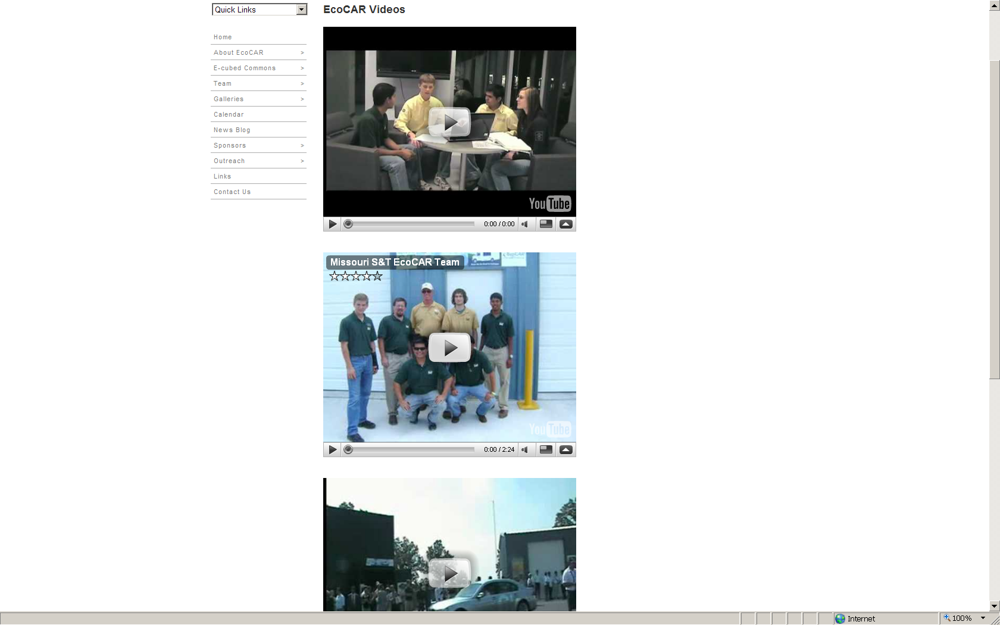 Quick Links
EcoCAR Videos
Home
About EcoCAR >
E-cubed Commons >
Team >
Galleries >
Calendar
News Blog
Sponsors >
Outreach >
Links
Contact Us
YouTube
0:00 / 0:00
Missouri S&T EcoCAR Team
YouTube
0:00 / 2:24
Internet
100%